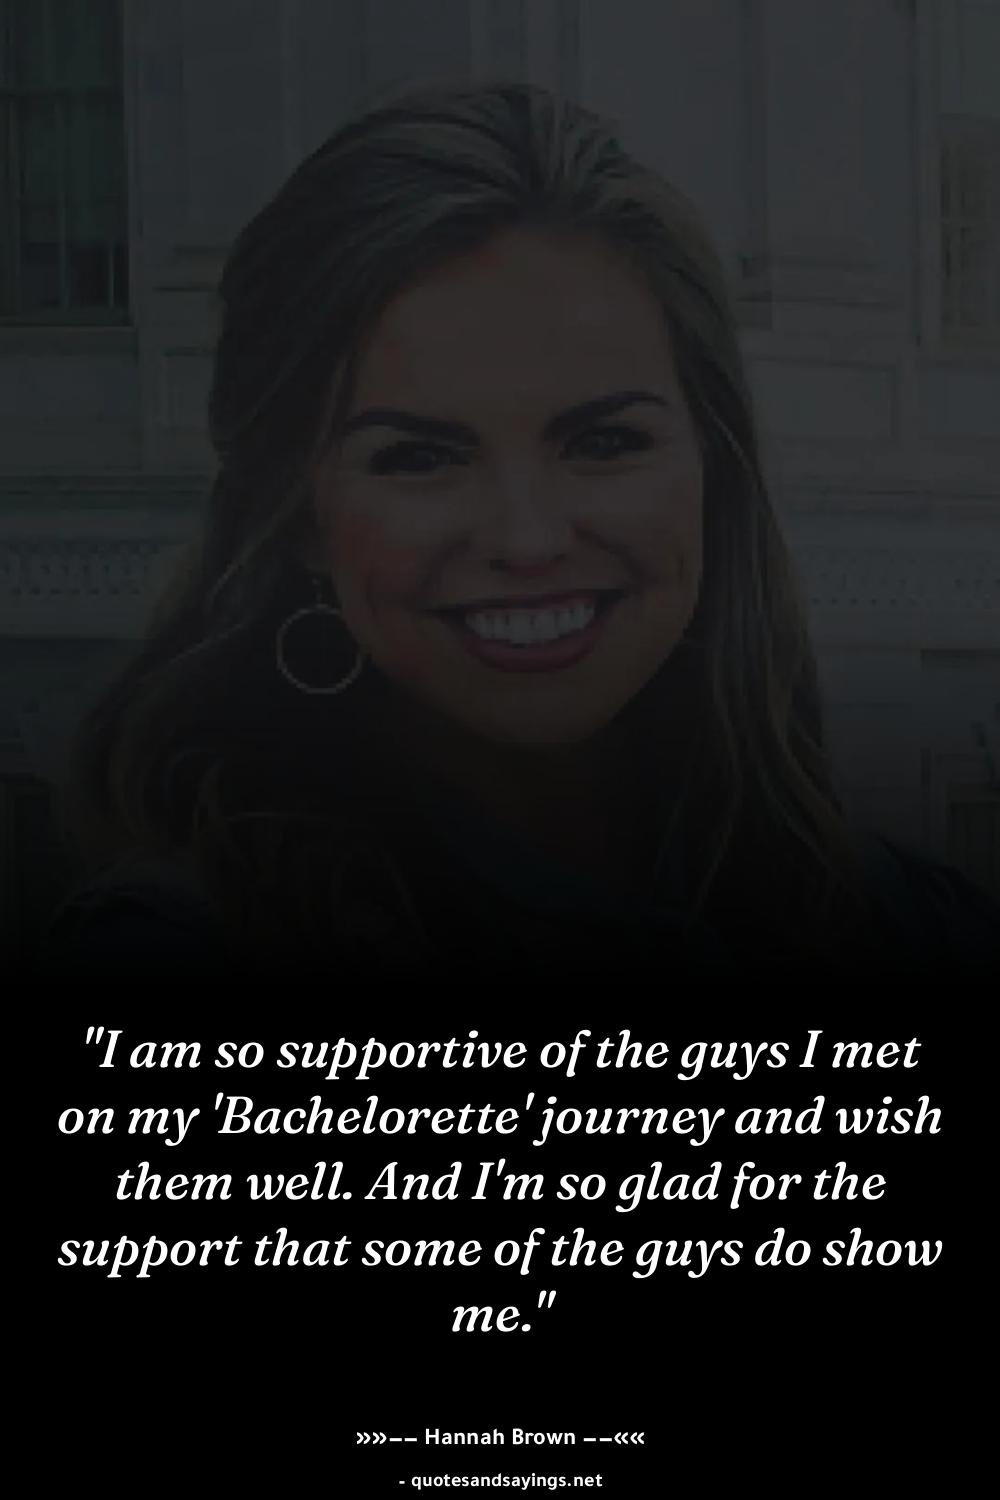 "I am so supportive of the guys I met
on my 'Bachelorette' journey and wish
them well. And I'm so glad for the
support that some of the guys do show
me."
»»−− Hannah Brown −−««
- quotesandsayings.net